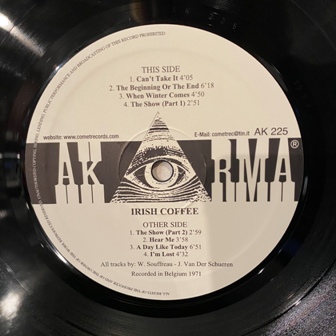 THIS SIDE
1. Can't Take It 4'05
2. The Beginning Or The End 6'18
3. When Winter Comes 4'50
4. The Show (Part 1) 2'51
website: www.cometrecords.com
E-Mail: cometrec@tin.it
AK 225
AK RMA ®
IRISH COFFEE
OTHER SIDE
1. The Show (Part 2) 2'59
2. Hear Me 3'58
3. A Day Like Today 6'51
4. I'm Lost 4'32
All tracks by: W. Souffreau - J. Van Der Schueren
Recorded in Belgium 1971